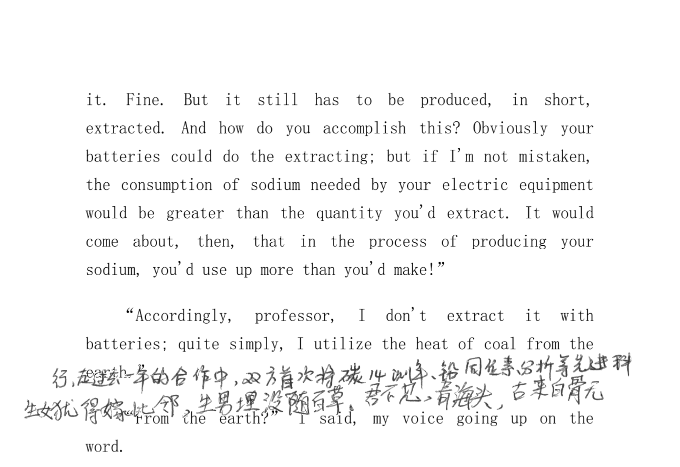 it. Fine. But it still has to be produced, in short,
extracted. And how do you accomplish this? Obviously your
batteries could do the extracting; but if I'm not mistaken,
the consumption of sodium needed by your electric equipment
would be greater than the quantity you'd extract. It would
come about, then, that in the process of producing your
sodium, you'd use up more than you'd make!”
“Accordingly, professor, I don't extract it with
batteries; quite simply, I utilize the heat of coal from the
earth.”
行,在过去一年的合作中,双方首次将碳14测年、铅同位素分析等先进科
生女犹得嫁比邻,生男埋没随百草。君不见,青海头,古来白骨无
“From the earth?” I said, my voice going up on the
word.